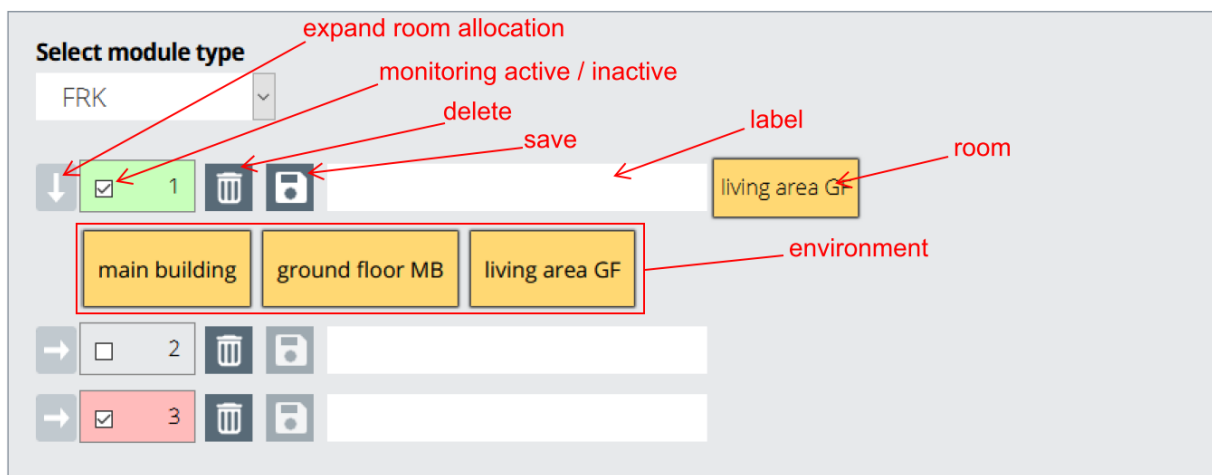 expand room allocation
Select module type
monitoring active / inactive
FRK
delete
label
save
room
1
living area GF
environment
main building
ground floor MB
living area GF
2
3